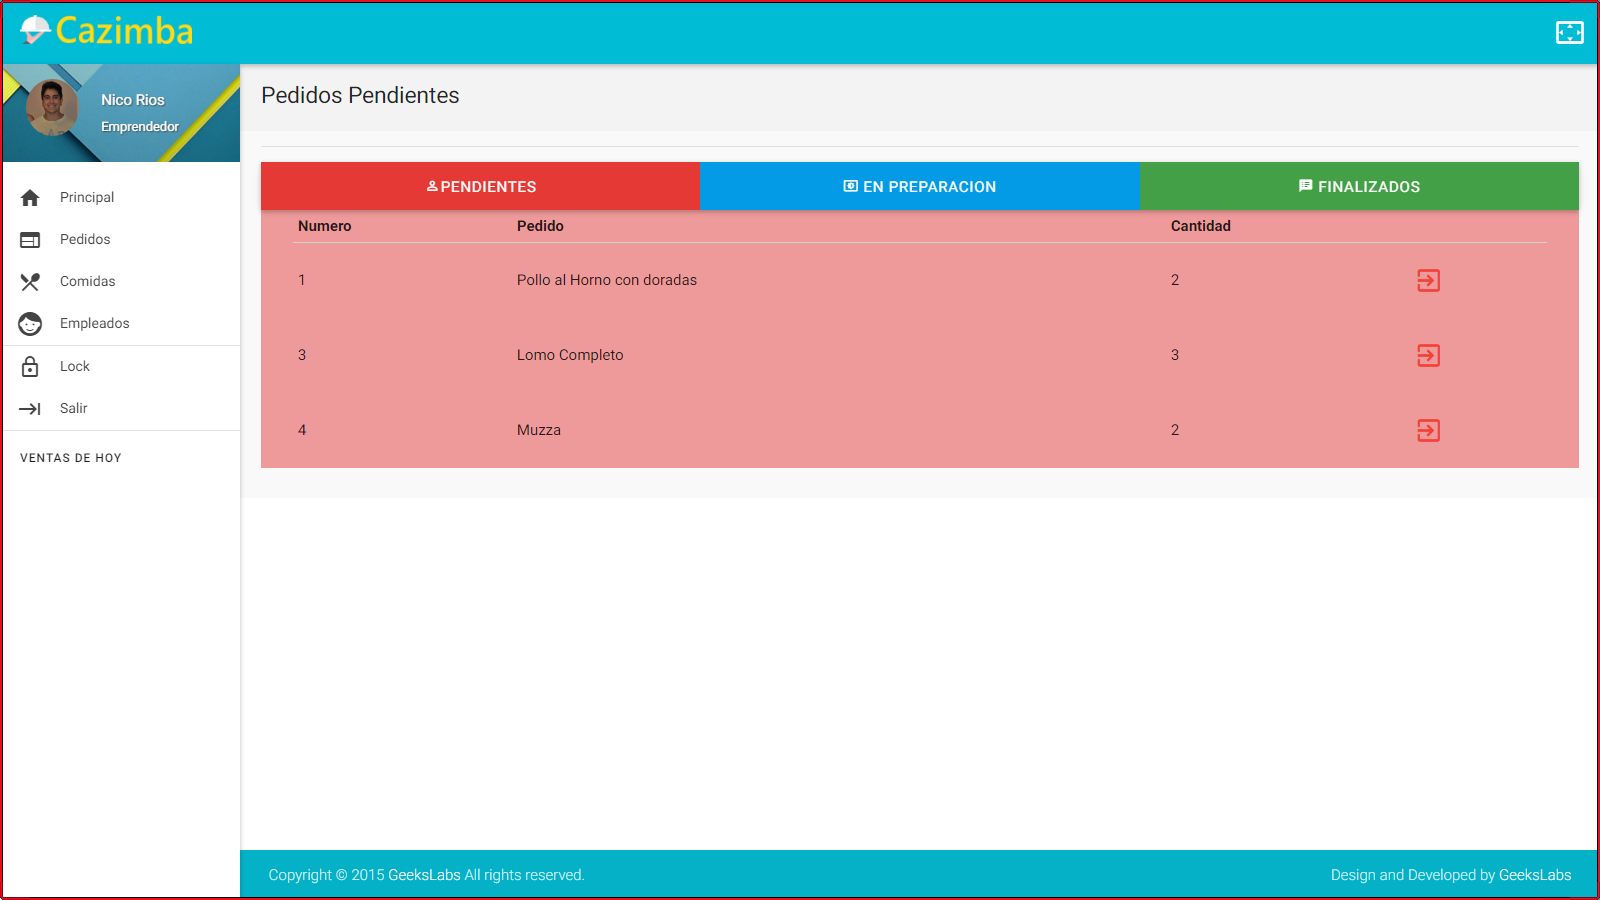 Cazimba
Nico Rios
Emprendedor
Principal
Pedidos
Comidas
Empleados
Lock
Salir
VENTAS DE HOY
Pedidos Pendientes
PENDIENTES EN PREPARACION FINALIZADOS
Numero Pedido Cantidad
1 Pollo al Horno con doradas 2
3 Lomo Completo 3
4 Muzza 2
Copyright © 2015 GeeksLabs All rights reserved. Design and Developed by GeeksLabs